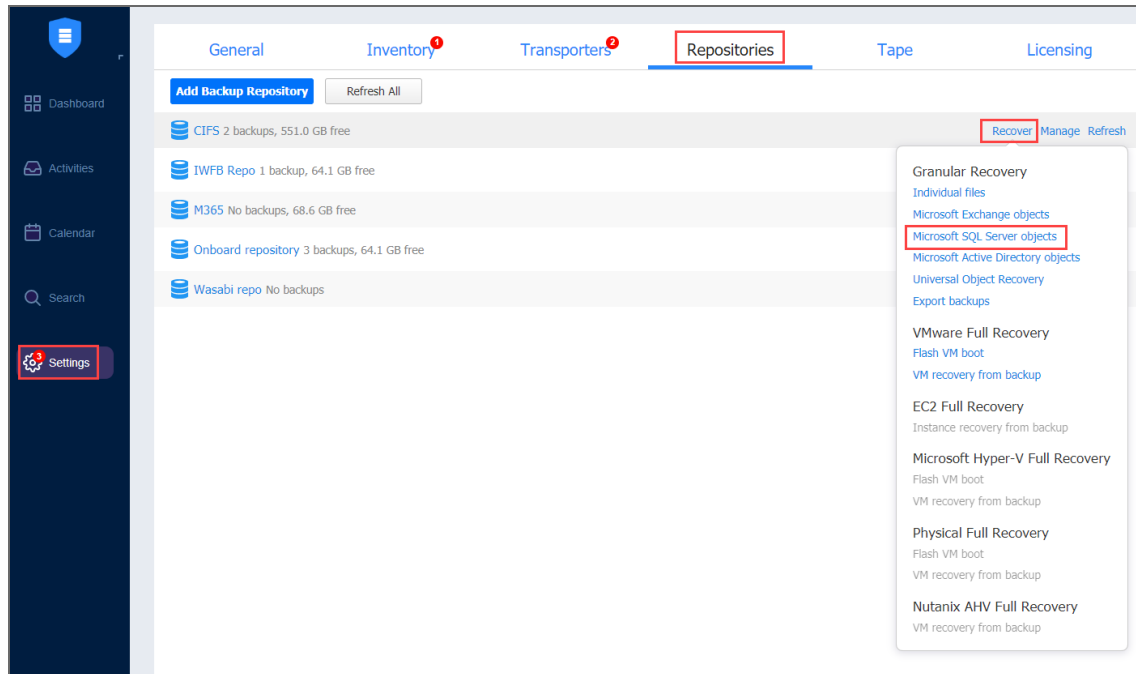 General
Inventory
1
Transporters
2
Repositories
Tape
Licensing
Add Backup Repository
Refresh All
Dashboard
CIFS 2 backups, 551.0 GB free
Recover Manage Refresh
Activities
IWFB Repo 1 backup, 64.1 GB free
M365 No backups, 68.6 GB free
Calendar
Onboard repository 3 backups, 64.1 GB free
Search
Wasabi repo No backups
3
Settings
Granular Recovery
Individual files
Microsoft Exchange objects
Microsoft SQL Server objects
Microsoft Active Directory objects
Universal Object Recovery
Export backups
VMware Full Recovery
Flash VM boot
VM recovery from backup
EC2 Full Recovery
Instance recovery from backup
Microsoft Hyper-V Full Recovery
Flash VM boot
VM recovery from backup
Physical Full Recovery
Flash VM boot
VM recovery from backup
Nutanix AHV Full Recovery
VM recovery from backup